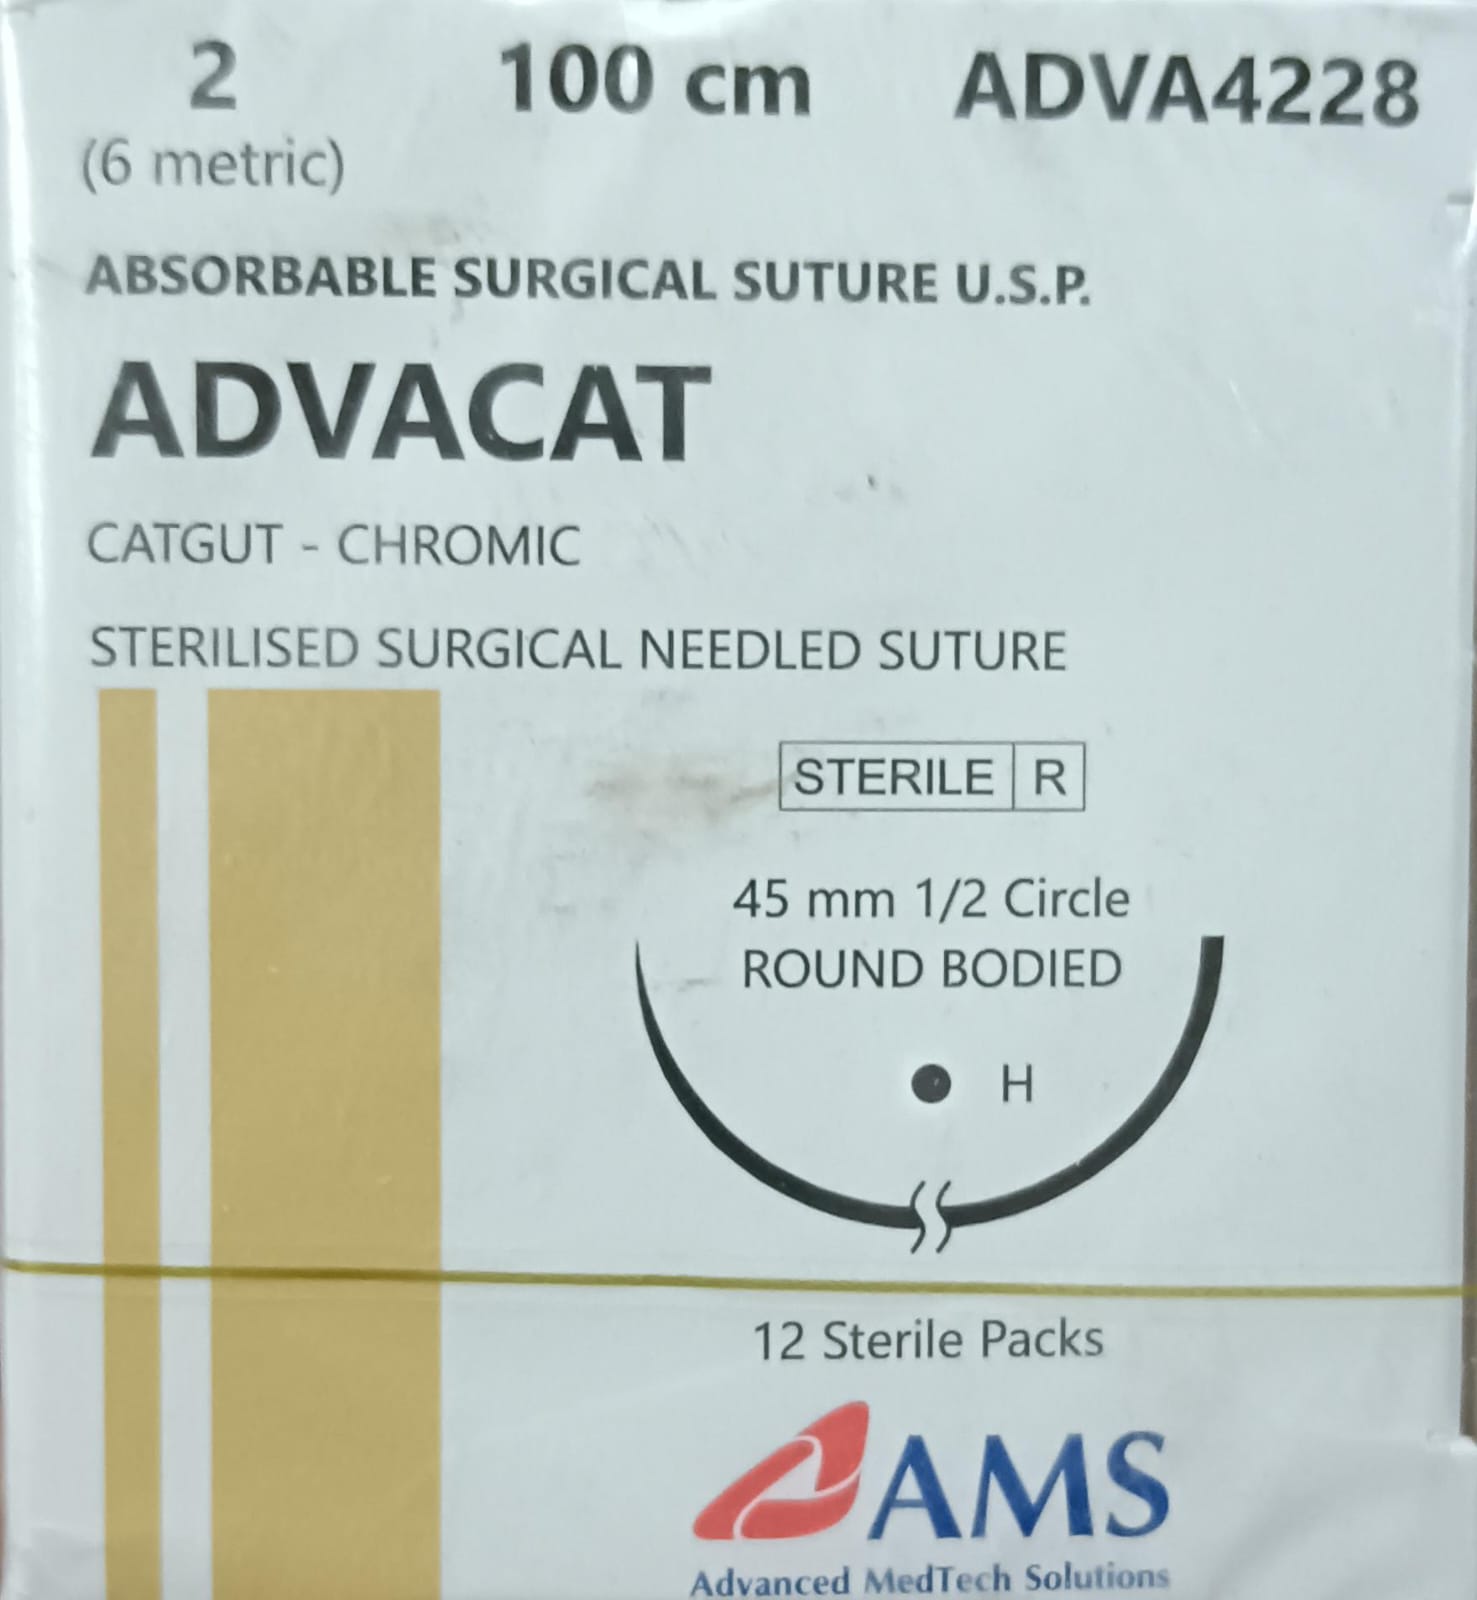 2 100 cm ADVA4228
(6 metric)
ABSORBABLE SURGICAL SUTURE U.S.P.
ADVACAT
CATGUT - CHROMIC
STERILISED SURGICAL NEEDLED SUTURE
STERILE R
45 mm 1/2 Circle
ROUND BODIED
H
12 Sterile Packs
AMS
Advanced MedTech Solutions